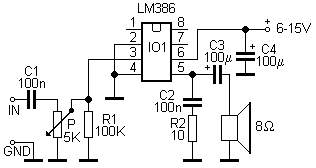 LM386
1 8
2 7
3 6
4 5
IO1
+
6-15V
C3
100µ
+
C4
100µ
+
C1
100n
IN
P
5K
R1
100K
C2
100n
R2
10
8Ω
GND